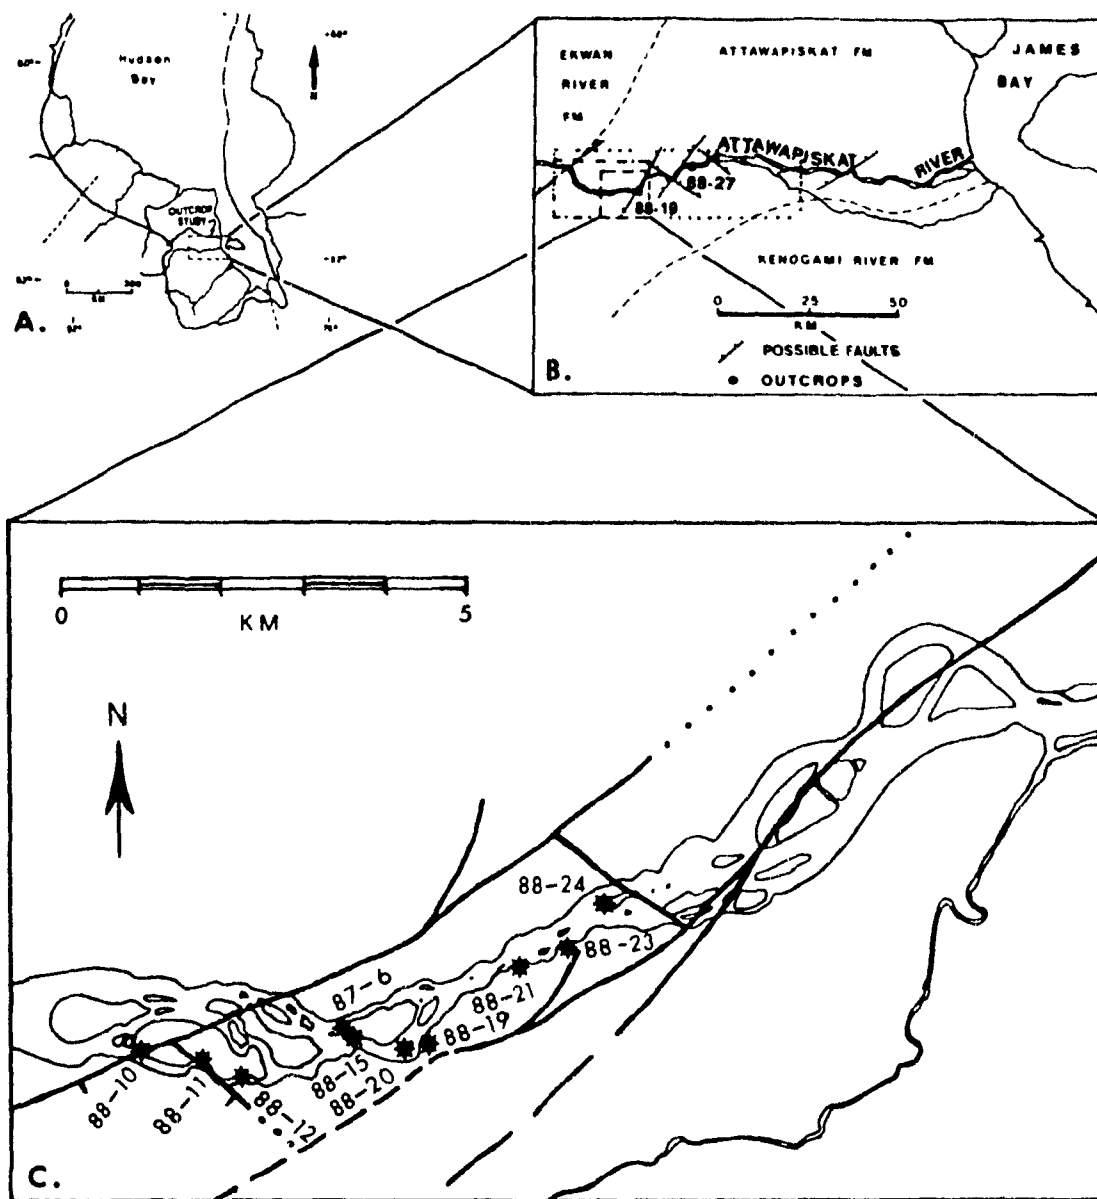 Hudson
Bay
N
OUTCROP
STUDY
KM
A.
EKWAN
RIVER
FM
ATTAWAPISKAT FM
JAMES
BAY
ATTAWAPISKAT RIVER
88-27
88-19
KENOGAMI RIVER FM
0 25 50
KM
POSSIBLE FAULTS
OUTCROPS
B.
0 5
KM
N
88-24
88-23
88-21
87-6
88-19
88-15
88-20
88-10
88-11
88-12
C.